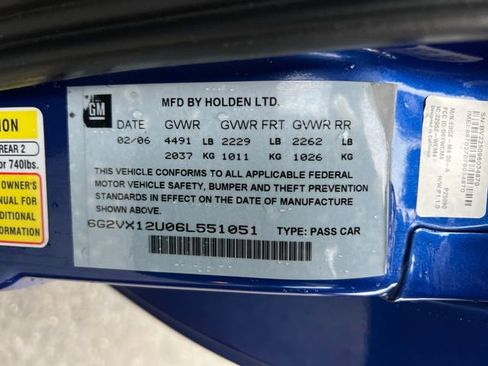 GM
MFD BY HOLDEN LTD.
DATE GVWR GVWR FRT GVWR RR
02/06 4491 LB 2229 LB 2262 LB
2037 KG 1011 KG 1026 KG
THIS VEHICLE CONFORMS TO ALL APPLICABLE FEDERAL
MOTOR VEHICLE SAFETY, BUMPER AND THEFT PREVENTION
STANDARDS IN EFFECT ON THE DATE OF MANUFACTURE
SHOWN ABOVE.
6G2VX12U06L551051 TYPE: PASS CAR
ION
REAR 2
or 740lbs.
OWNER'S
NUAL FOR
DITIONAL
ORMATION